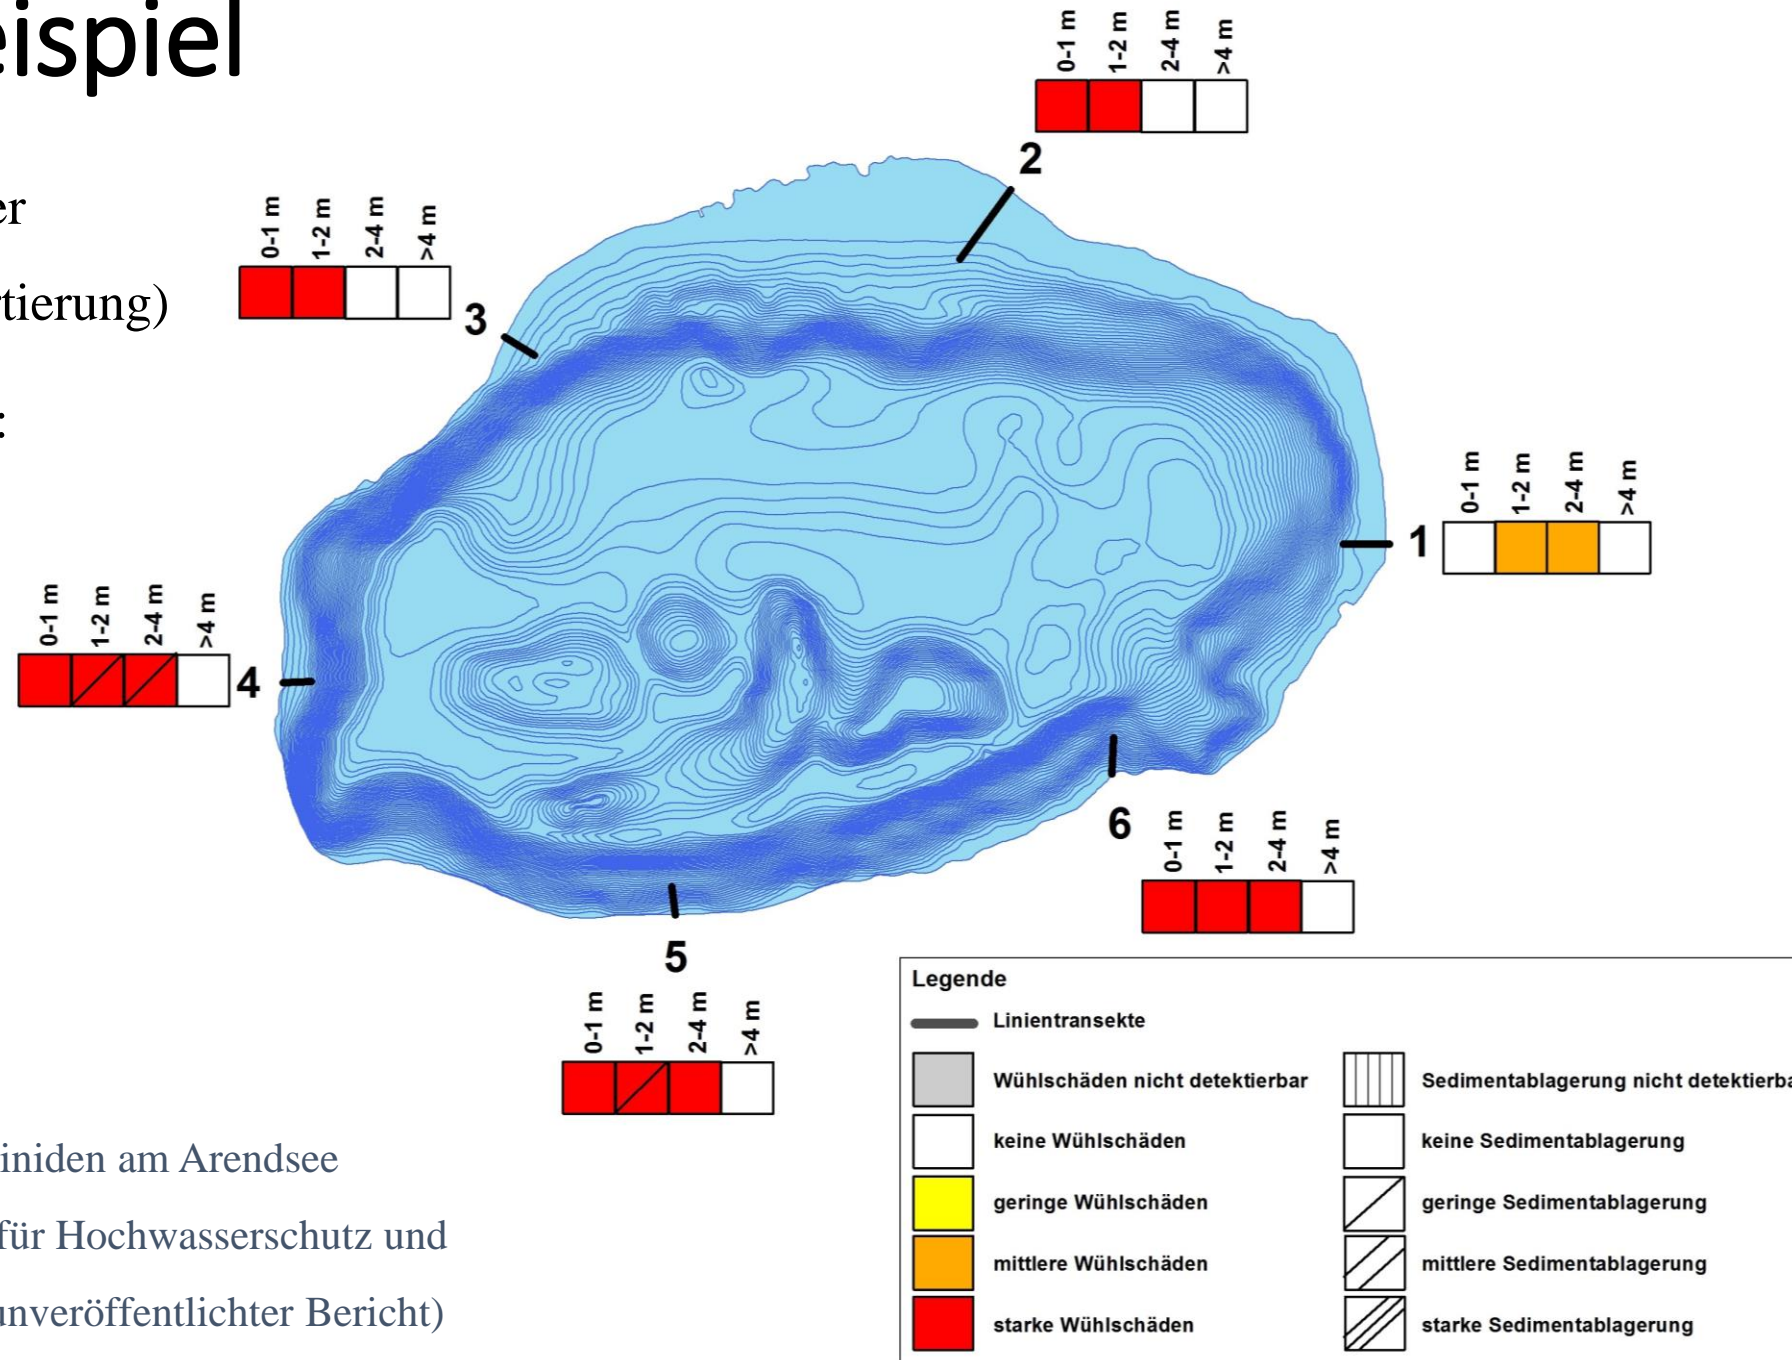 eispiel
er
rtierung)
:
0-1 m 1-2 m 2-4 m >4 m
2
0-1 m 1-2 m 2-4 m >4 m
3
0-1 m 1-2 m 2-4 m >4 m
1
0-1 m 1-2 m 2-4 m >4 m
4
6
0-1 m 1-2 m 2-4 m >4 m
5
0-1 m 1-2 m 2-4 m >4 m
Legende
Linientransekte
Wühlschäden nicht detektierbar
keine Wühlschäden
geringe Wühlschäden
mittlere Wühlschäden
starke Wühlschäden
Sedimentablagerung nicht detektierba
keine Sedimentablagerung
geringe Sedimentablagerung
mittlere Sedimentablagerung
starke Sedimentablagerung
iniden am Arendsee
für Hochwasserschutz und
unveröffentlichter Bericht)